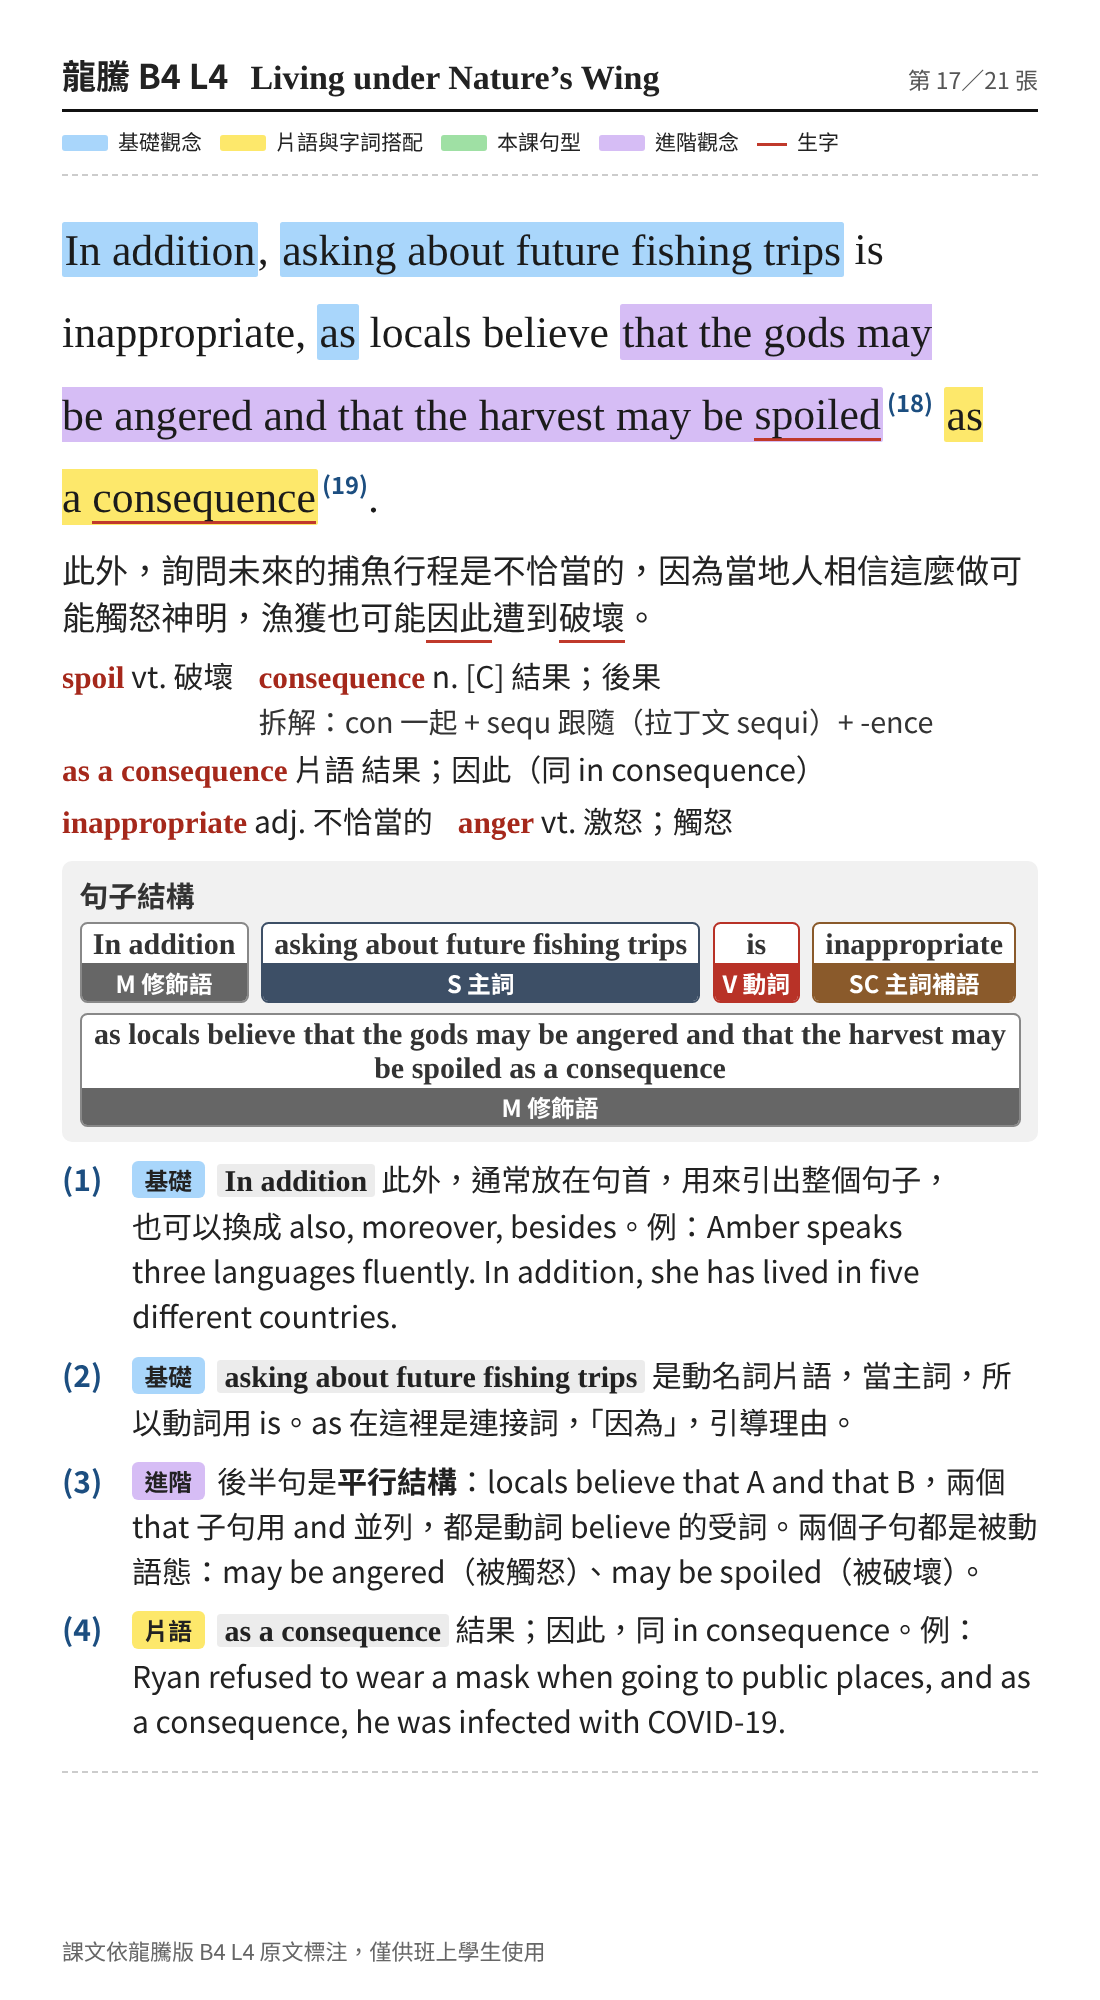 龍騰 B4 L4 Living under Nature’s Wing 第 17／21 張
基礎觀念 片語與字詞搭配 本課句型 進階觀念 生字
In addition, asking about future fishing trips is
inappropriate, as locals believe that the gods may
be angered and that the harvest may be spoiled(18) as
a consequence(19).
此外，詢問未來的捕魚行程是不恰當的，因為當地人相信這麼做可
能觸怒神明，漁獲也可能因此遭到破壞。
spoil vt. 破壞 consequence n. [C] 結果；後果
拆解：con 一起 + sequ 跟隨（拉丁文 sequi）+ -ence
as a consequence 片語 結果；因此（同 in consequence）
inappropriate adj. 不恰當的 anger vt. 激怒；觸怒
句子結構
In addition asking about future fishing trips is inappropriate
M 修飾語 S 主詞 V 動詞 SC 主詞補語
as locals believe that the gods may be angered and that the harvest may
be spoiled as a consequence
M 修飾語
(1) 基礎 In addition 此外，通常放在句首，用來引出整個句子，
也可以換成 also, moreover, besides。例：Amber speaks
three languages fluently. In addition, she has lived in five
different countries.
(2) 基礎 asking about future fishing trips 是動名詞片語，當主詞，所
以動詞用 is。as 在這裡是連接詞，「因為」，引導理由。
(3) 進階 後半句是平行結構：locals believe that A and that B，兩個
that 子句用 and 並列，都是動詞 believe 的受詞。兩個子句都是被動
語態：may be angered（被觸怒）、may be spoiled（被破壞）。
(4) 片語 as a consequence 結果；因此，同 in consequence。例：
Ryan refused to wear a mask when going to public places, and as
a consequence, he was infected with COVID-19.
課文依龍騰版 B4 L4 原文標注，僅供班上學生使用